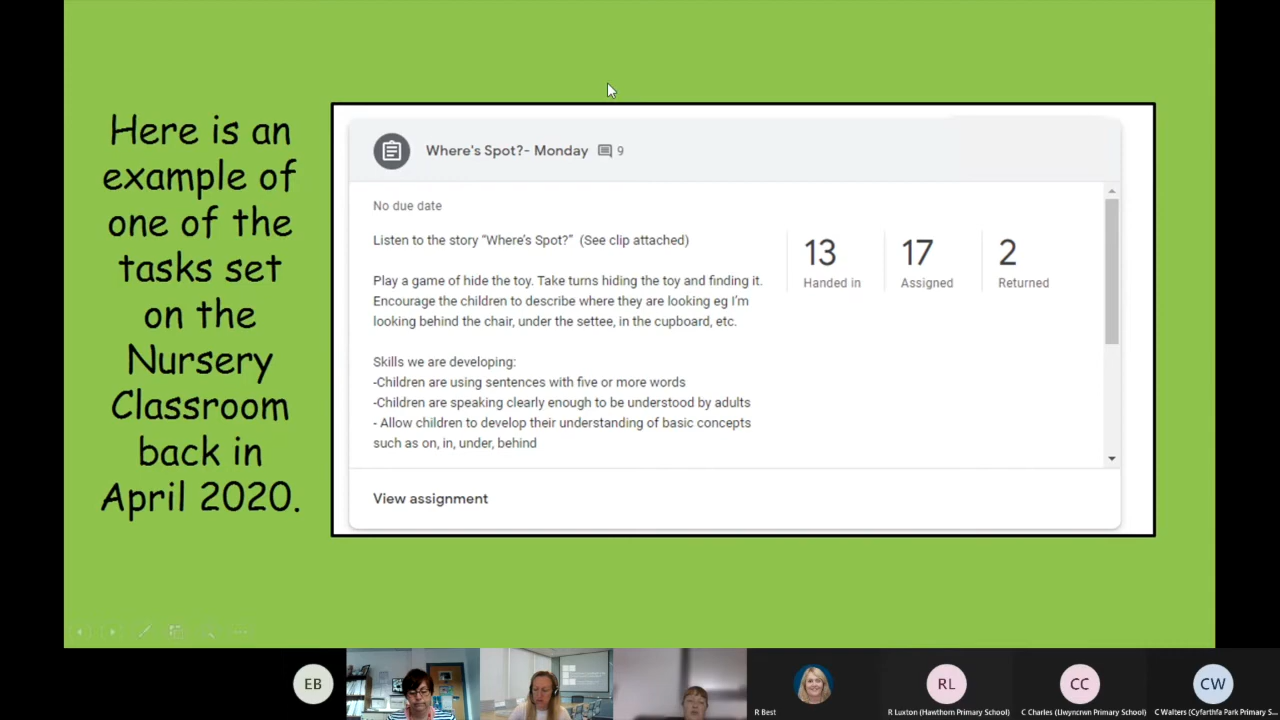 Here is an
example of
one of the
tasks set
on the
Nursery
Classroom
back in
April 2020.
Where's Spot?- Monday 9
No due date
Listen to the story “Where’s Spot?” (See clip attached)
Play a game of hide the toy. Take turns hiding the toy and finding it.
Encourage the children to describe where they are looking eg I’m
looking behind the chair, under the settee, in the cupboard, etc.
Skills we are developing:
-Children are using sentences with five or more words
-Children are speaking clearly enough to be understood by adults
- Allow children to develop their understanding of basic concepts
such as on, in, under, behind
13 17 2
Handed in Assigned Returned
View assignment
EB
RL
CC
CW
R Best
R Luxton (Hawthorn Primary School)
C Charles (Llwyncrwn Primary School)
C Walters (Cyfarthfa Park Primary S...